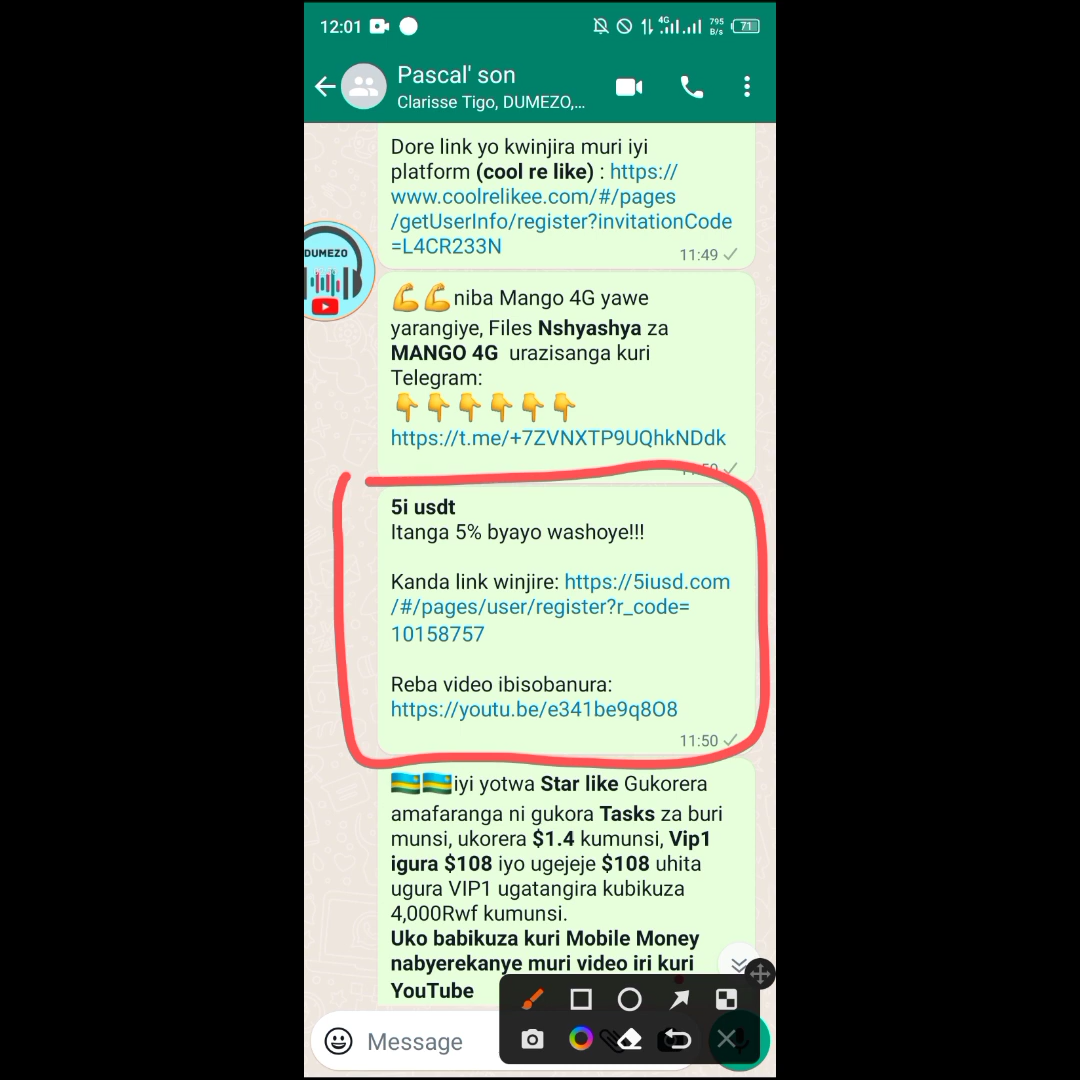 12:01
4G
795
B/s
71
Pascal' son
Clarisse Tigo, DUMEZO,...
Dore link yo kwinjira muri iyi
platform (cool re like) : https://
www.coolrelikee.com/#/pages
/getUserInfo/register?invitationCode
=L4CR233N
11:49
DUMEZO
💪💪niba Mango 4G yawe
yarangiye, Files Nshyashya za
MANGO 4G urazisanga kuri
Telegram:
👇👇👇👇👇👇
https://t.me/+7ZVNXTP9UQhkNDdk
5i usdt
Itanga 5% byayo washoye!!!
Kanda link winjire: https://5iusd.com
/#/pages/user/register?r_code=
10158757
Reba video ibisobanura:
https://youtu.be/e341be9q8O8
11:50
🇷🇼🇷🇼iyi yotwa Star like Gukorera
amafaranga ni gukora Tasks za buri
munsi, ukorera $1.4 kumunsi, Vip1
igura $108 iyo ugejeje $108 uhita
ugura VIP1 ugatangira kubikuza
4,000Rwf kumunsi.
Uko babikuza kuri Mobile Money
nabyerekanye muri video iri kuri
YouTube
Message